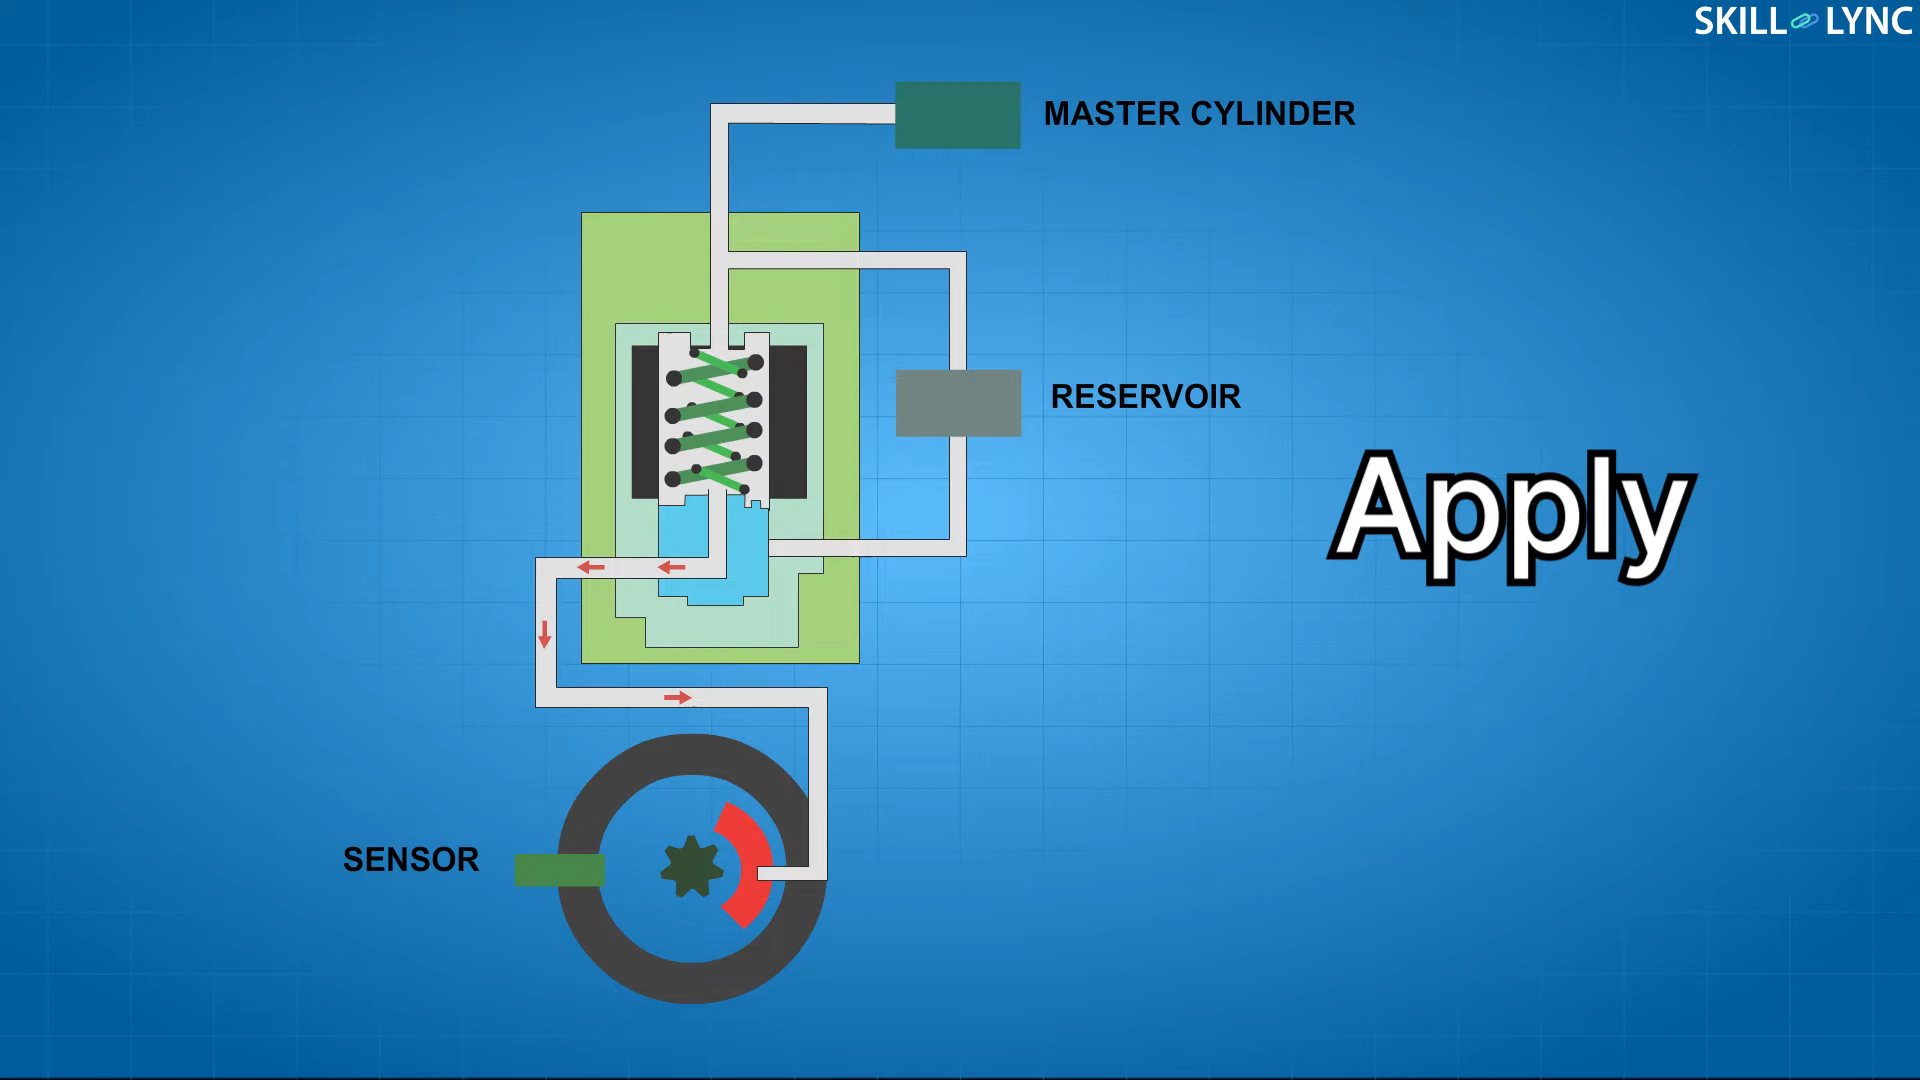 SKILL LYNC
MASTER CYLINDER
RESERVOIR
Apply
SENSOR